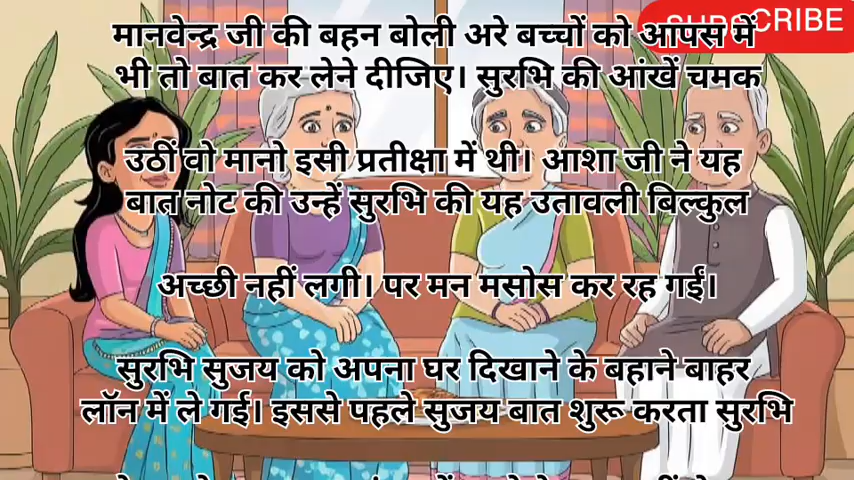 SUBSCRIBE
मानवेन्द्र जी की बहन बोली अरे बच्चों को आपस में
भी तो बात कर लेने दीजिए। सुरभि की आंखें चमक
उठीं वो मानो इसी प्रतीक्षा में थी। आशा जी ने यह
बात नोट की उन्हें सुरभि की यह उतावली बिल्कुल
अच्छी नहीं लगी। पर मन मसोस कर रह गईं।
सुरभि सुजय को अपना घर दिखाने के बहाने बाहर
लॉन में ले गई। इससे पहले सुजय बात शुरू करता सुरभि